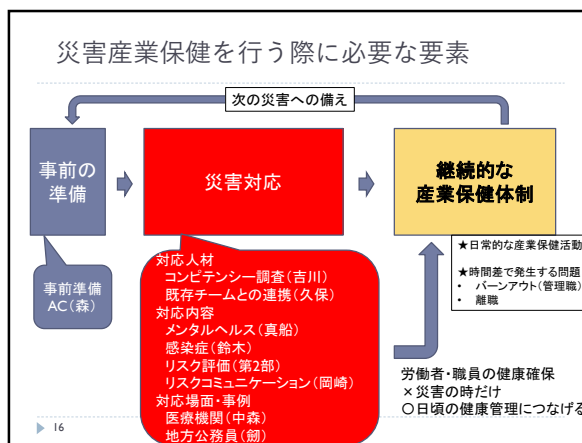 災害産業保健を行う際に必要な要素
次の災害への備え
事前の
準備
災害対応
継続的な
産業保健体制
事前準備
AC(森)
対応人材
コンピテンシー調査(吉川)
既存チームとの連携(久保)
対応内容
メンタルヘルス(真船)
感染症(鈴木)
リスク評価(第2部)
リスクコミュニケーション(岡崎)
対応場面・事例
医療機関(中森)
地方公務員(劒)
★日常的な産業保健活動
★時間差で発生する問題
• バーンアウト(管理職)
• 離職
労働者・職員の健康確保
×災害の時だけ
○日頃の健康管理につなげる
16